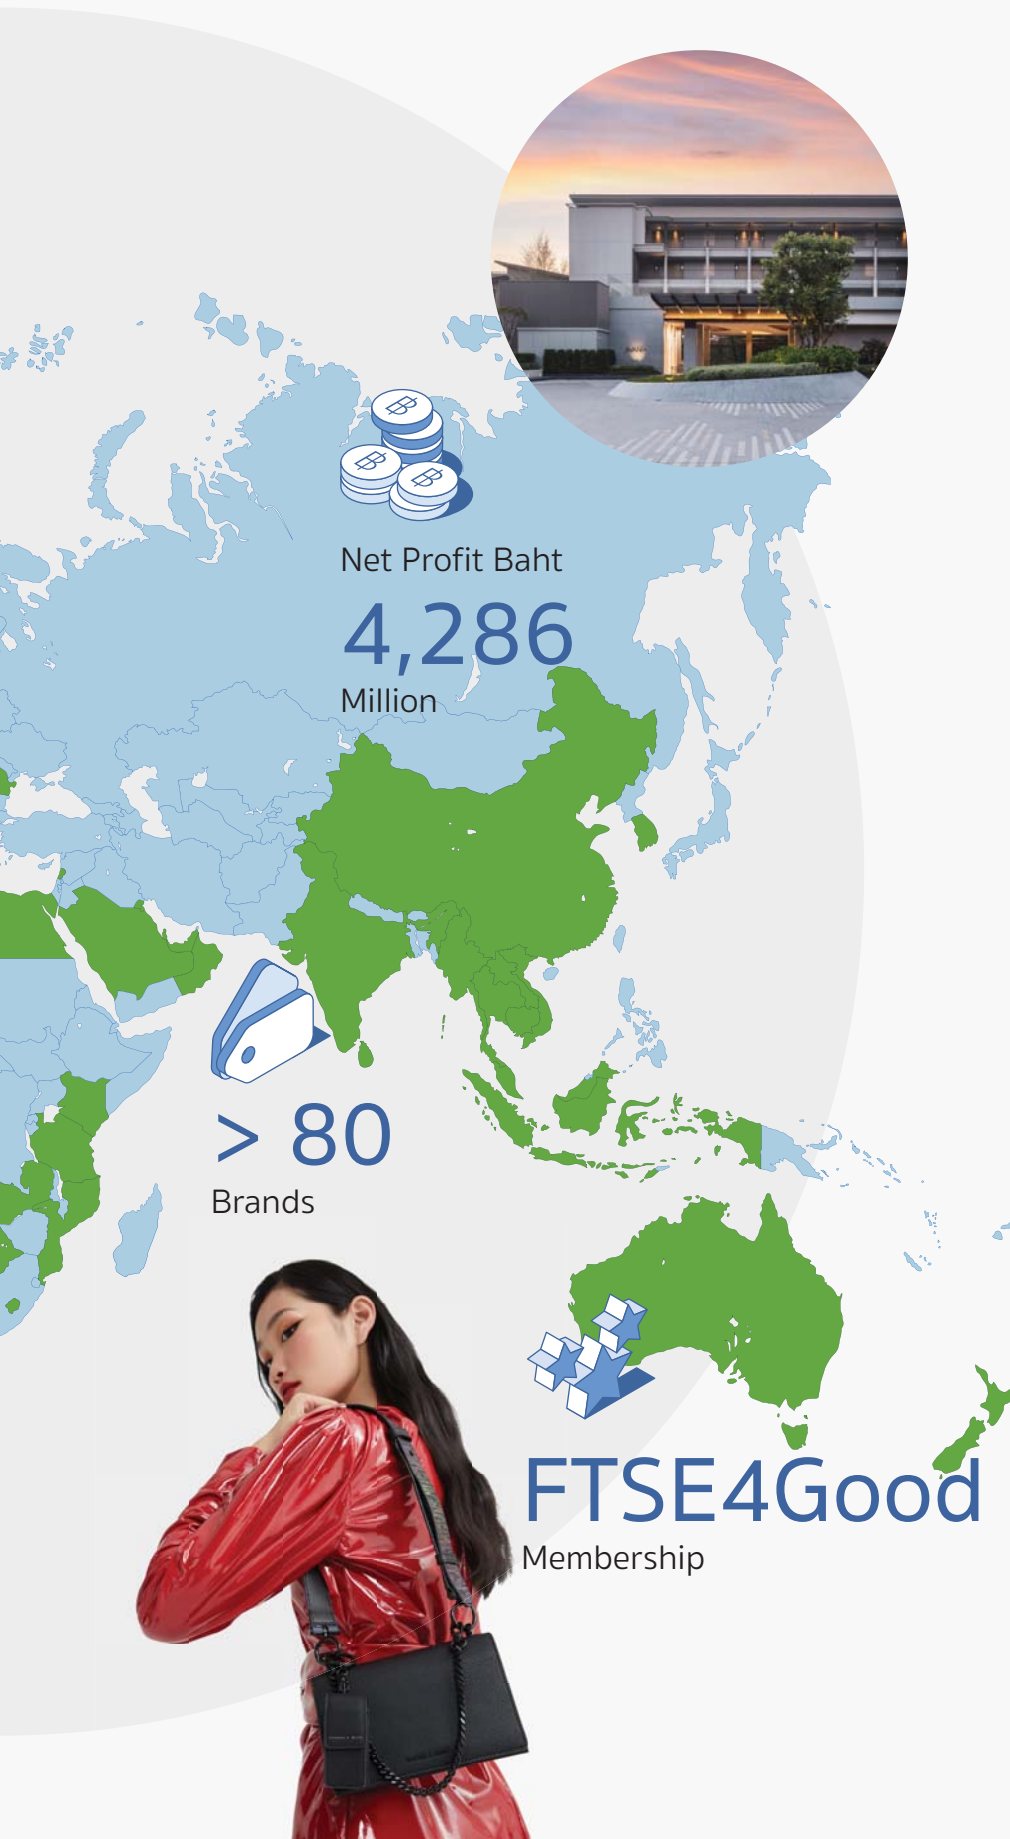 Net Profit Baht
4,286
Million
> 80
Brands
FTSE4Good
Membership